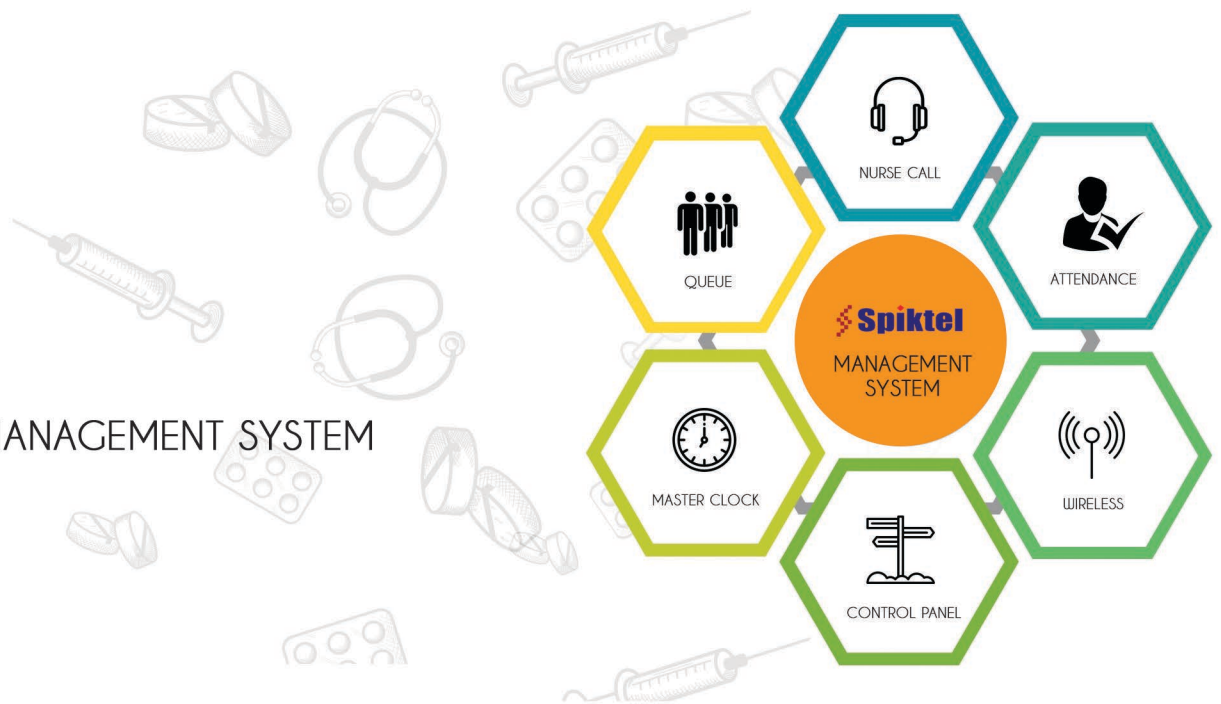 ANAGEMENT SYSTEM
NURSE CALL
QUEUE
ATTENDANCE
Spiktel
MANAGEMENT
SYSTEM
MASTER CLOCK
WIRELESS
CONTROL PANEL